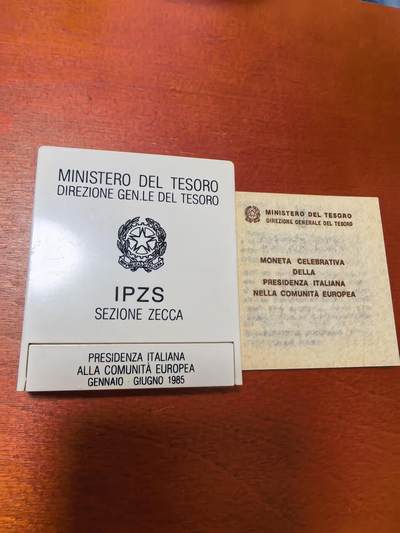 MINISTERO DEL TESORO
DIREZIONE GEN.LE DEL TESORO
IPZS
SEZIONE ZECCA
PRESIDENZA ITALIANA
ALLA COMUNITÀ EUROPEA
GENNAIO - GIUGNO 1985
MINISTERO DEL TESORO
DIREZIONE GENERALE DEL TESORO
MONETA CELEBRATIVA
DELLA
PRESIDENZA ITALIANA
NELLA COMUNITÀ EUROPEA